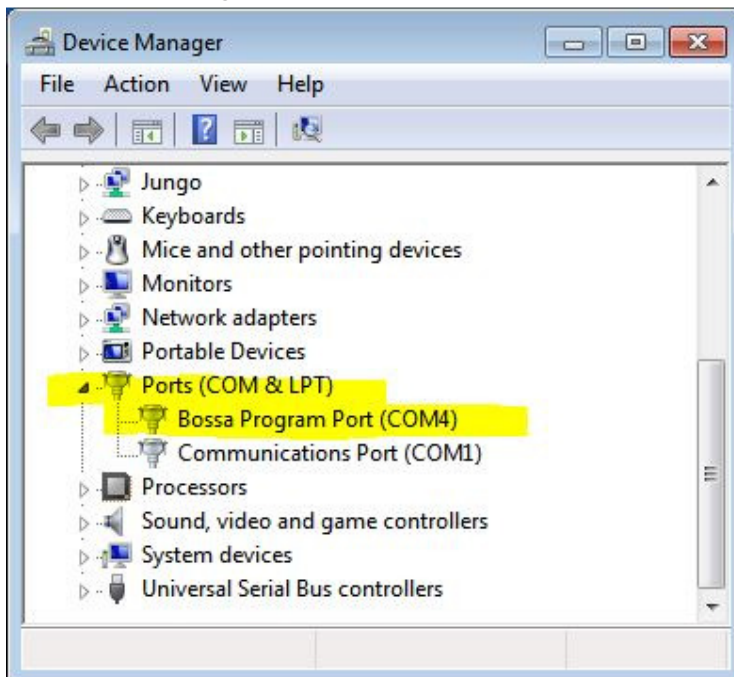 Device Manager
File Action View Help
Jungo
Keyboards
Mice and other pointing devices
Monitors
Network adapters
Portable Devices
Ports (COM & LPT)
Bossa Program Port (COM4)
Communications Port (COM1)
Processors
Sound, video and game controllers
System devices
Universal Serial Bus controllers